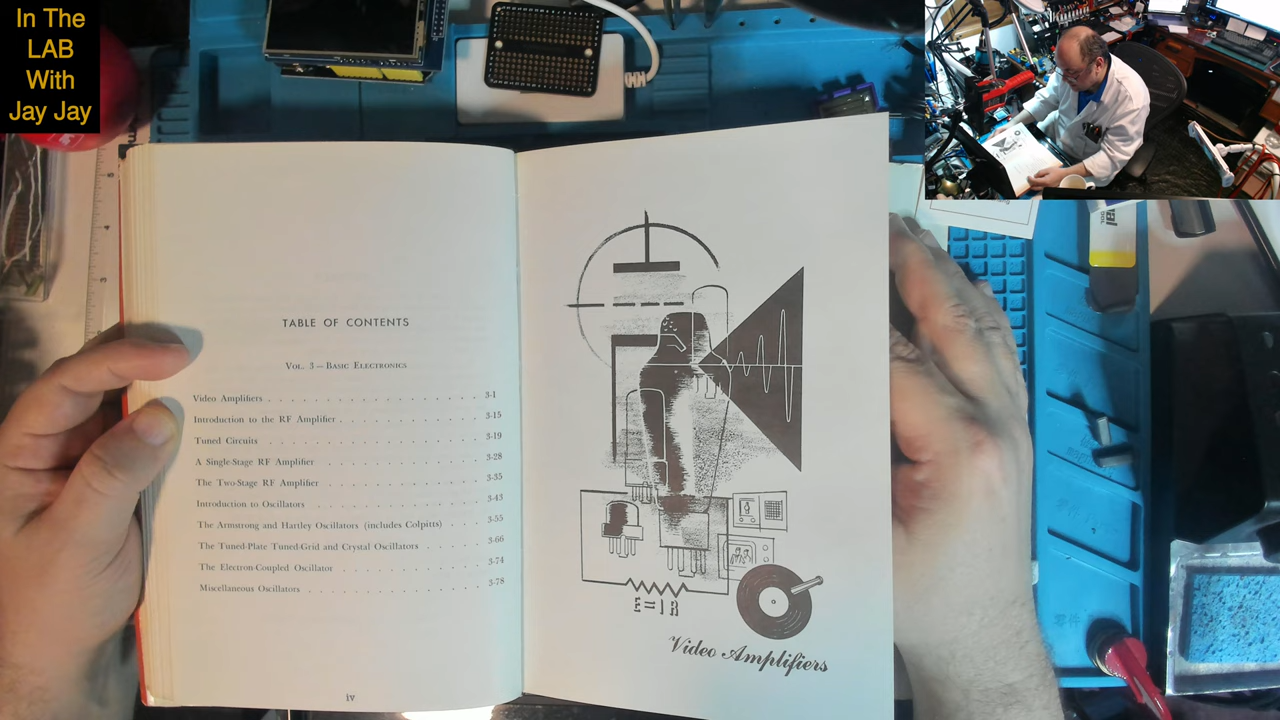 In The
LAB
With
Jay Jay
TABLE OF CONTENTS
Vol. 3 — Basic Electronics
Video Amplifiers . . . . . . . . . . . . . . . . . . . . 3-1
Introduction to the RF Amplifier . . . . . . . . . . . . . 3-15
Tuned Circuits . . . . . . . . . . . . . . . . . . . . 3-19
A Single-Stage RF Amplifier . . . . . . . . . . . . . . 3-28
The Two-Stage RF Amplifier . . . . . . . . . . . . . . 3-35
Introduction to Oscillators . . . . . . . . . . . . . . . 3-43
The Armstrong and Hartley Oscillators (includes Colpitts) . . . . 3-55
The Tuned-Plate Tuned-Grid and Crystal Oscillators . . . . . . 3-66
The Electron-Coupled Oscillator . . . . . . . . . . . . . 3-74
Miscellaneous Oscillators . . . . . . . . . . . . . . . . 3-78
iv
E=IR
Video Amplifiers